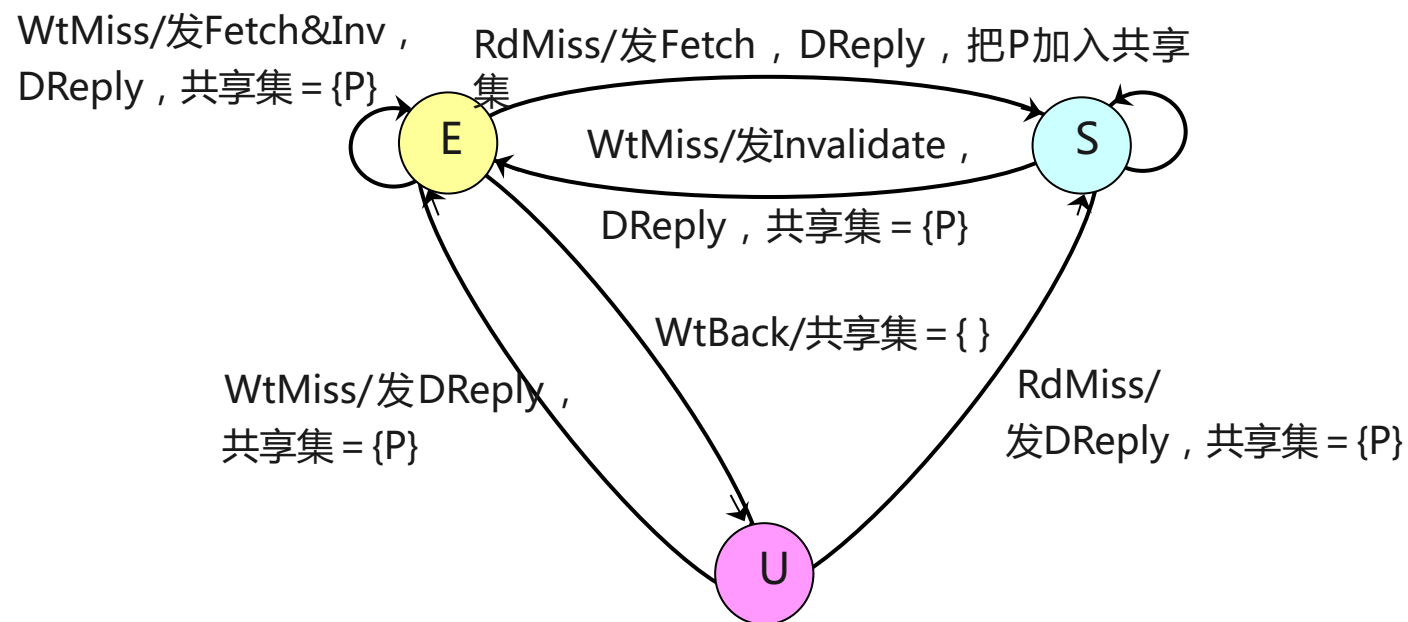 WtMiss/发Fetch&Inv，
DReply，共享集＝{P}
RdMiss/发Fetch，DReply，把P加入共享
集
E
S
WtMiss/发Invalidate，
DReply，共享集＝{P}
WtBack/共享集＝{ }
WtMiss/发DReply，
共享集＝{P}
RdMiss/
发DReply，共享集＝{P}
U